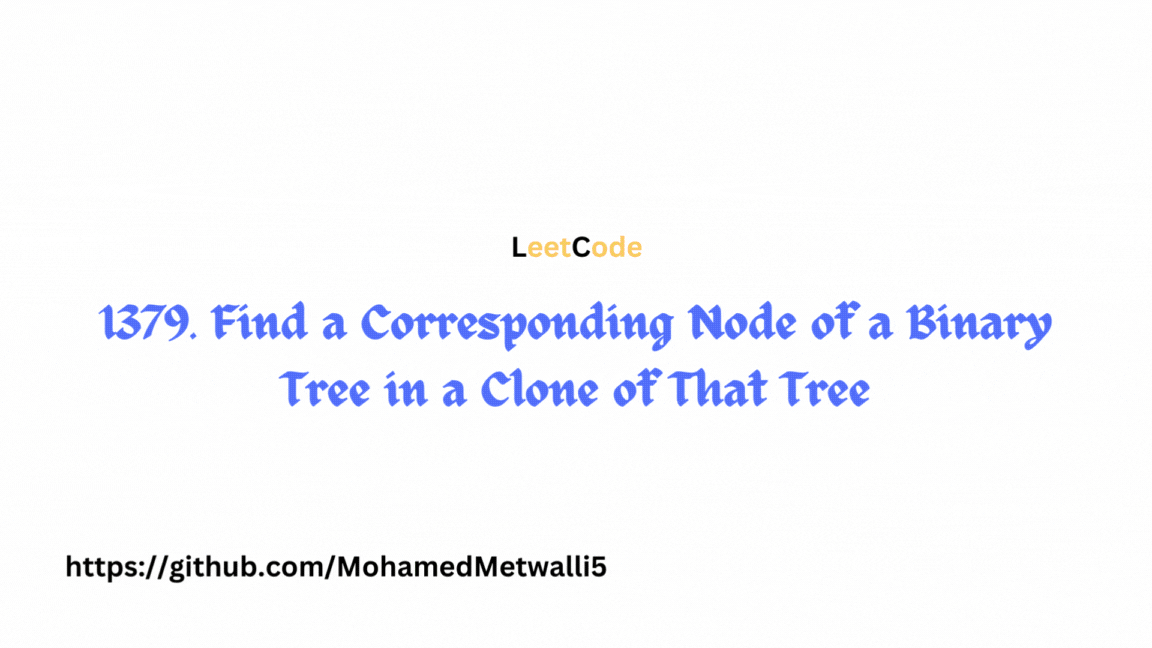 LeetCode
1379. Find a Corresponding Node of a Binary
Tree in a Clone of That Tree
https://github.com/MohamedMetwalli5